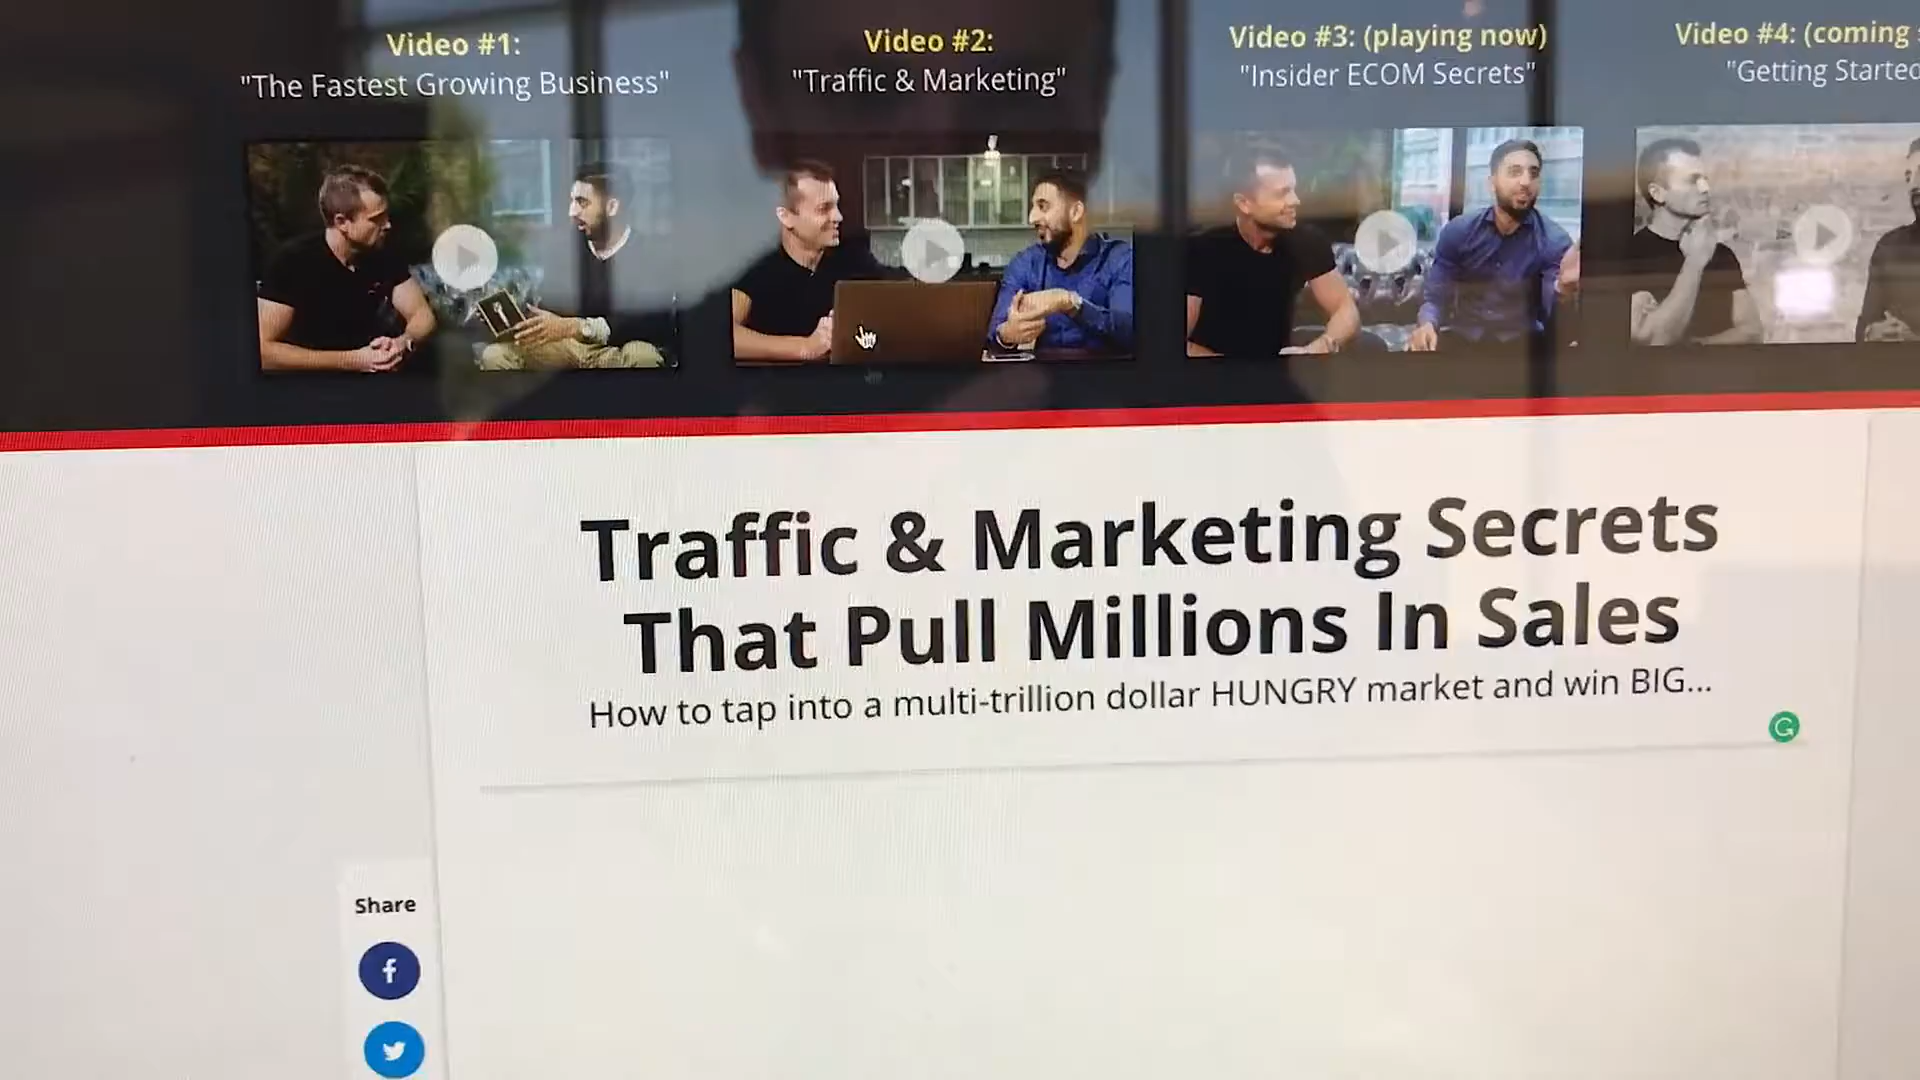 Video #1:
"The Fastest Growing Business"
Video #2:
"Traffic & Marketing"
Video #3: (playing now)
"Insider ECOM Secrets"
Video #4: (coming
"Getting Started
Traffic & Marketing Secrets
That Pull Millions In Sales
How to tap into a multi-trillion dollar HUNGRY market and win BIG...
Share